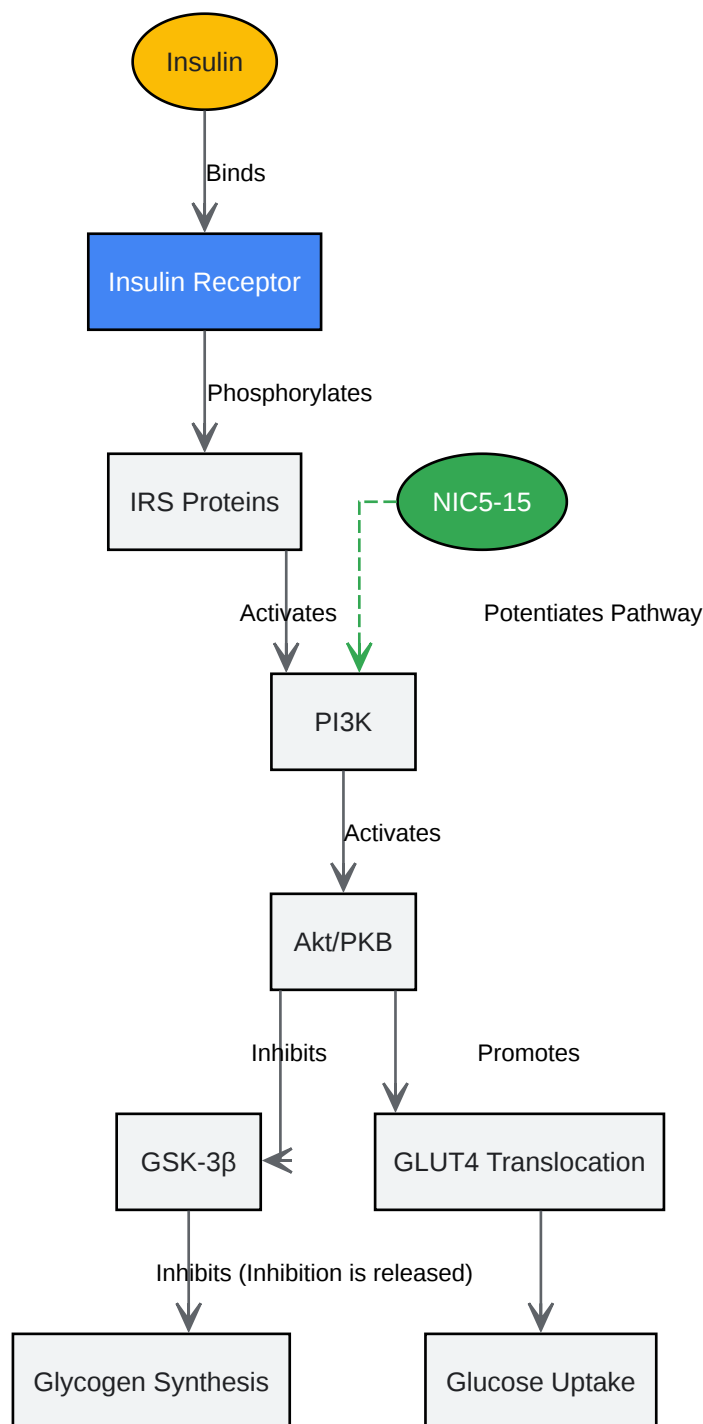 Insulin
Binds
Insulin Receptor
Phosphorylates
IRS Proteins
NIC5-15
Activates
Potentiates Pathway
PI3K
Activates
Akt/PKB
Inhibits
Promotes
GSK-3β
GLUT4 Translocation
Inhibits (Inhibition is released)
Glycogen Synthesis
Glucose Uptake